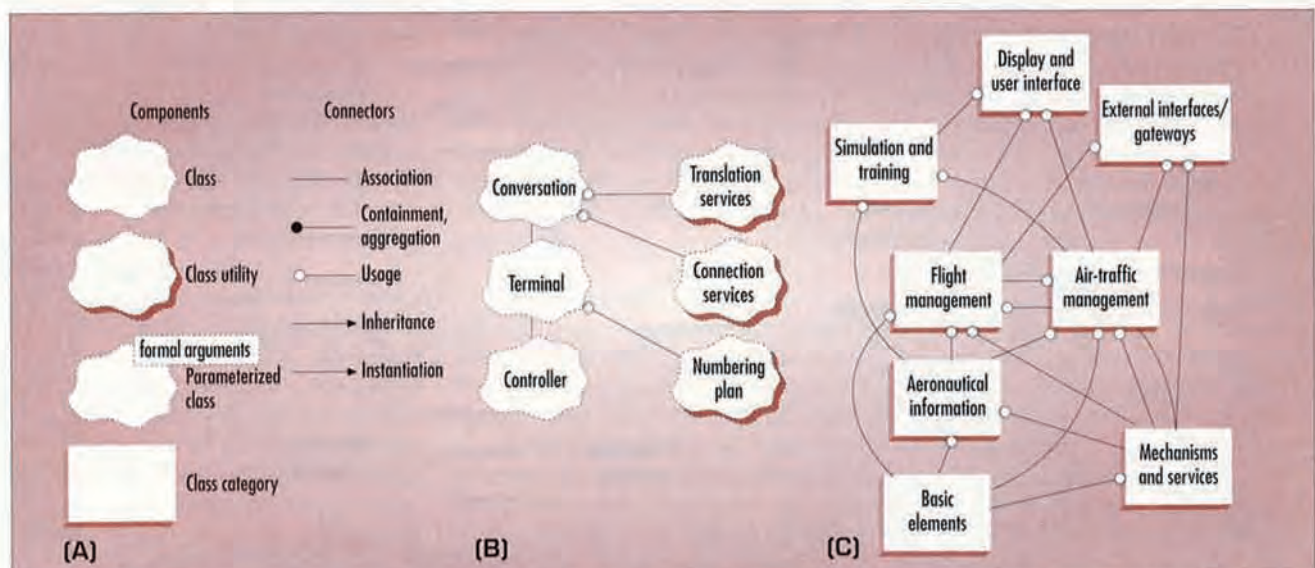 Components
Connectors
Class
Class utility
formal arguments
Parameterized
class
Class category
Association
Containment,
aggregation
Usage
Inheritance
Instantiation
(A)
Conversation
Terminal
Controller
Translation
services
Connection
services
Numbering
plan
(B)
Display and
user interface
External interfaces/
gateways
Simulation and
training
Flight
management
Air-traffic
management
Aeronautical
information
Mechanisms
and services
Basic
elements
(C)